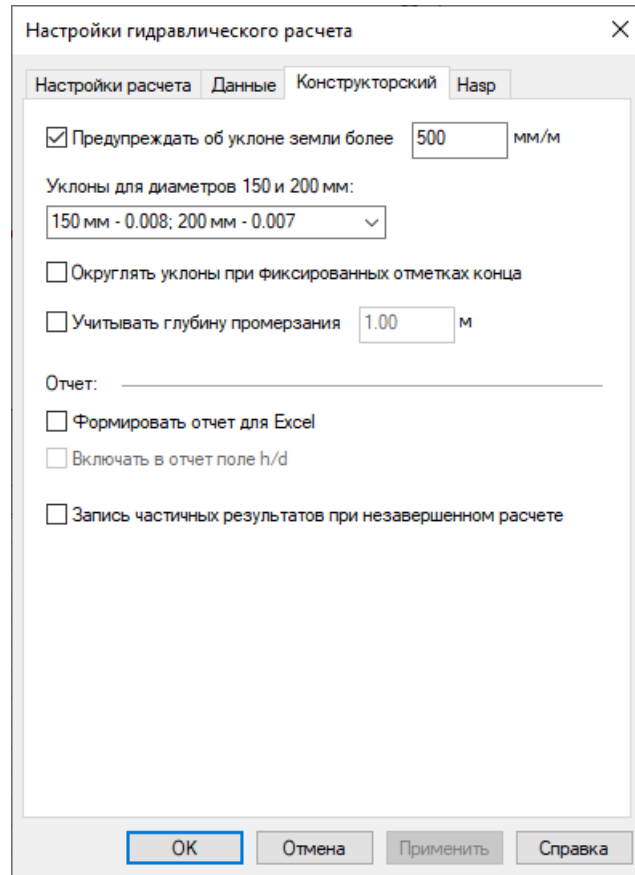 Настройки гидравлического расчета
Настройки расчета Данные Конструкторский Hasp
Предупреждать об уклоне земли более 500 мм/м
Уклоны для диаметров 150 и 200 мм:
150 мм - 0.008; 200 мм - 0.007
Округлять уклоны при фиксированных отметках конца
Учитывать глубину промерзания 1.00 м
Отчет:
Формировать отчет для Excel
Включать в отчет поле h/d
Запись частичных результатов при незавершенном расчете
OK Отмена Применить Справка